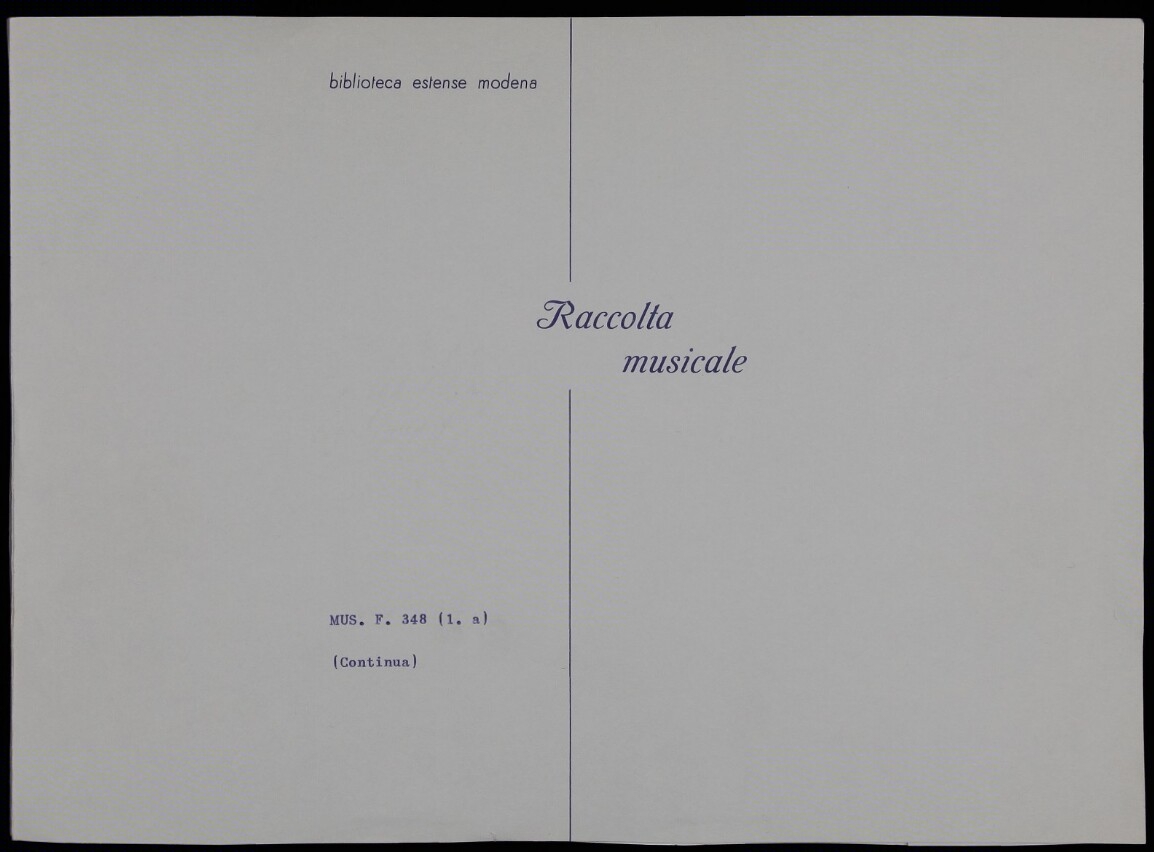 biblioteca estense modena
Raccolta
musicale
MUS. F. 348 (1. a)
(Continua)